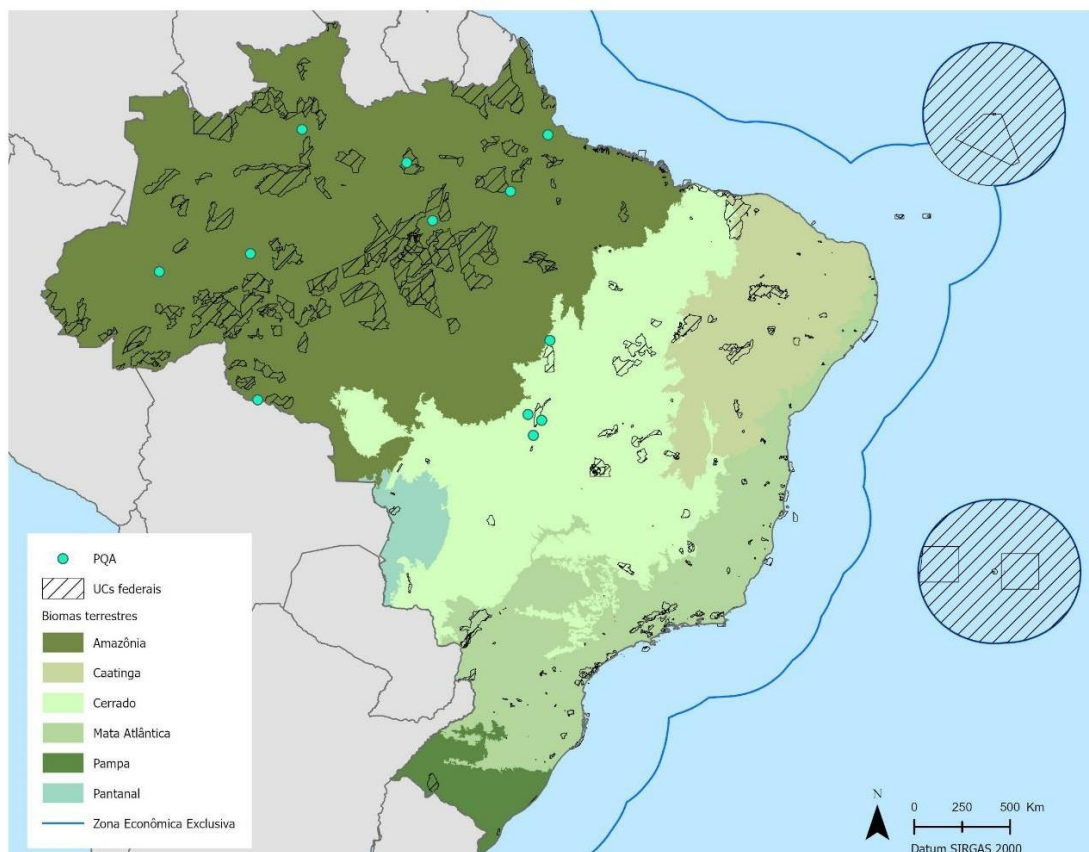 PQA
UCs federais
Biomas terrestres
Amazônia
Caatinga
Cerrado
Mata Atlântica
Pampa
Pantanal
Zona Econômica Exclusiva
N
0 250 500 Km
Datum SIRGAS 2000